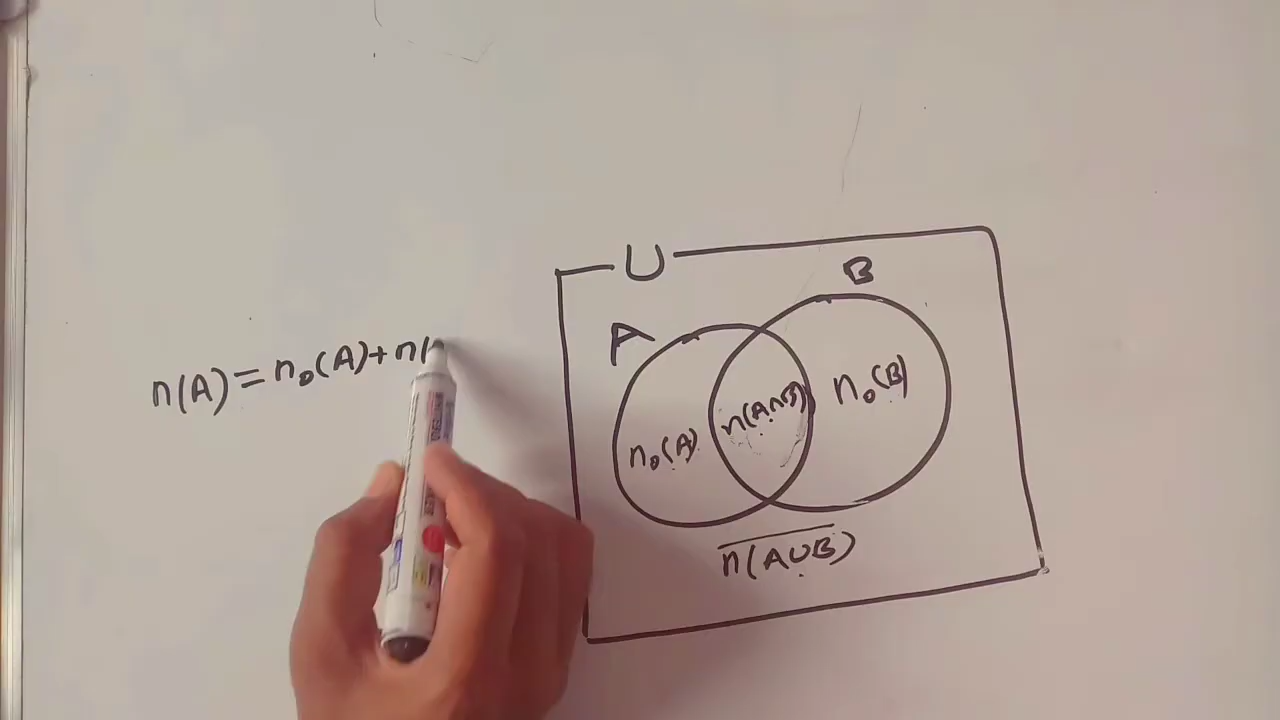 U
B
A
n(A) = n₀(A) + n(
n₀(A)
n(A∩B)
n₀(B)
n(A∪B)